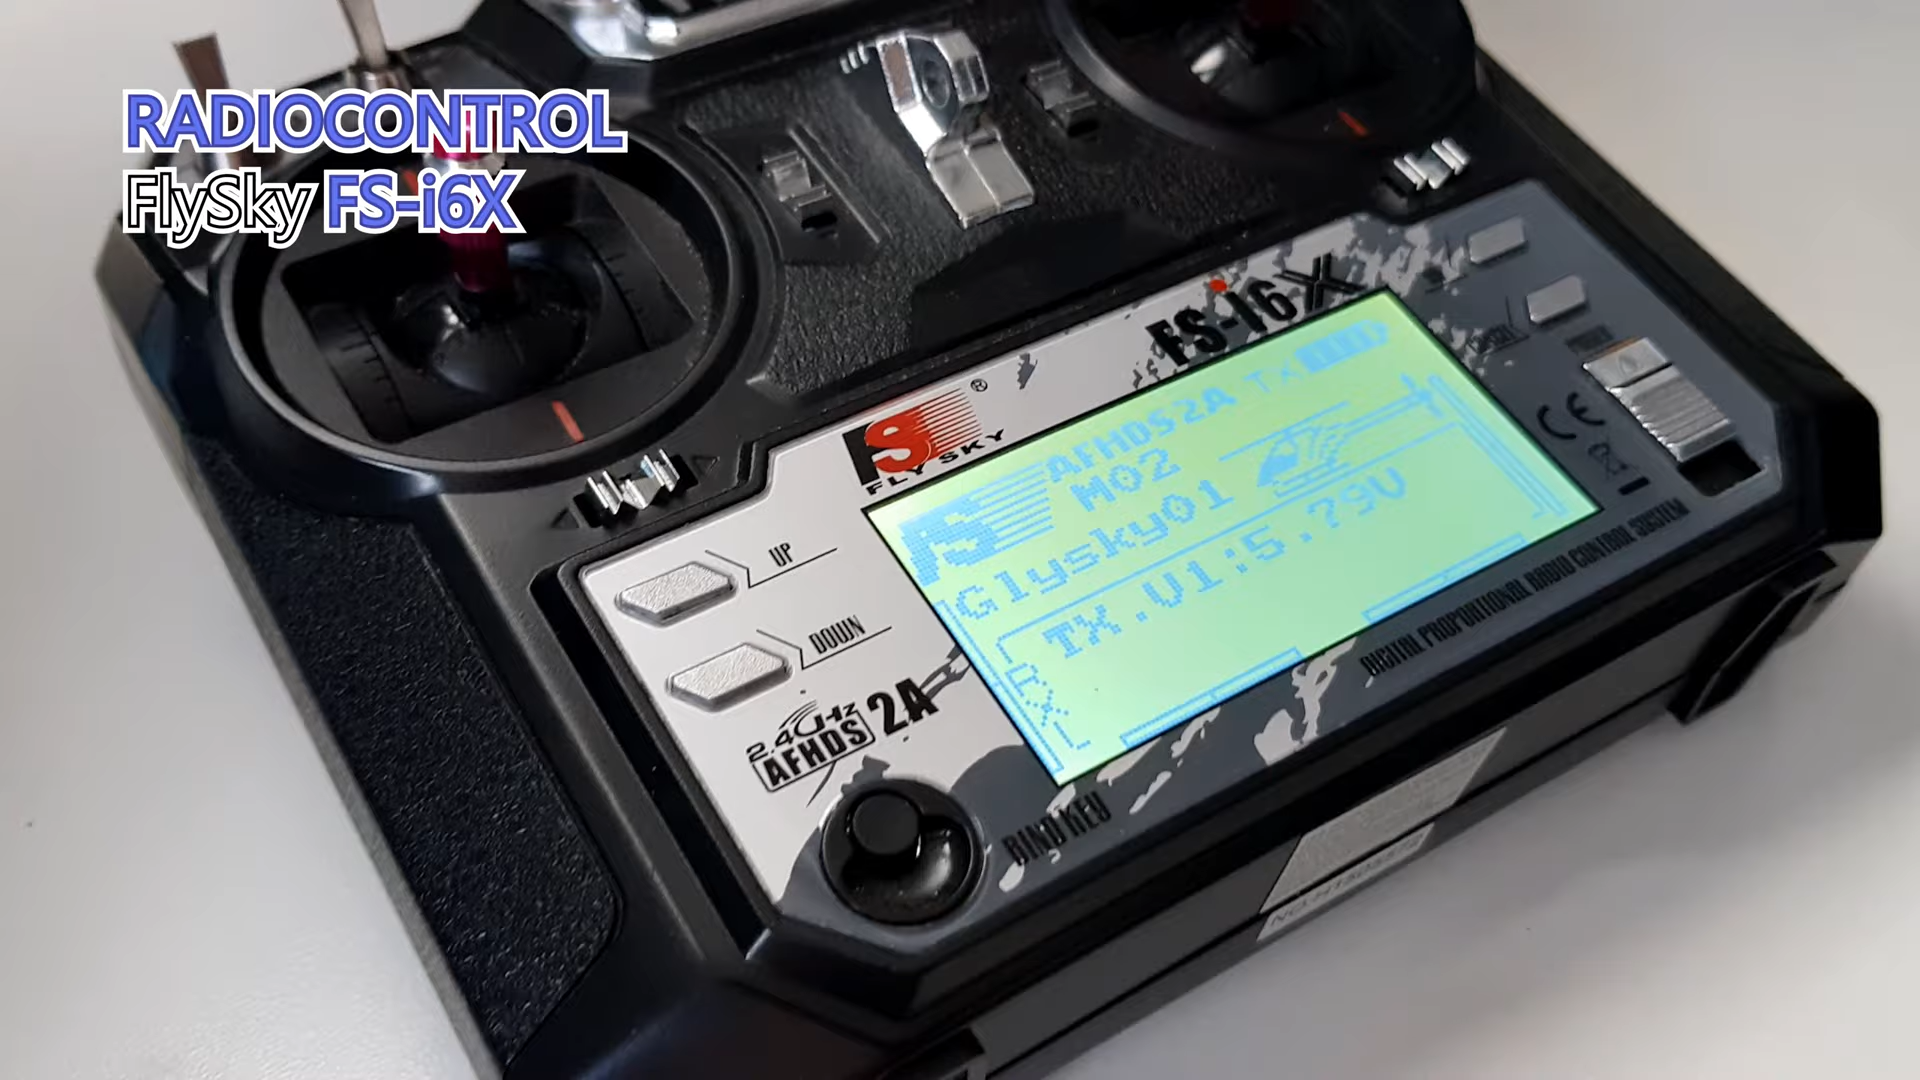 RADIOCONTROL
FlySky FS-i6X
FS-i6X
FS
®
FLYSKY
FS
AFHDS2A TX
M02
Glysky01
TX.V1:5.79V
UP
DOWN
2.4GHz
AFHDS 2A
BIND KEY
CE
DIGITAL PROPORTIONAL RADIO CONTROL SYSTEM